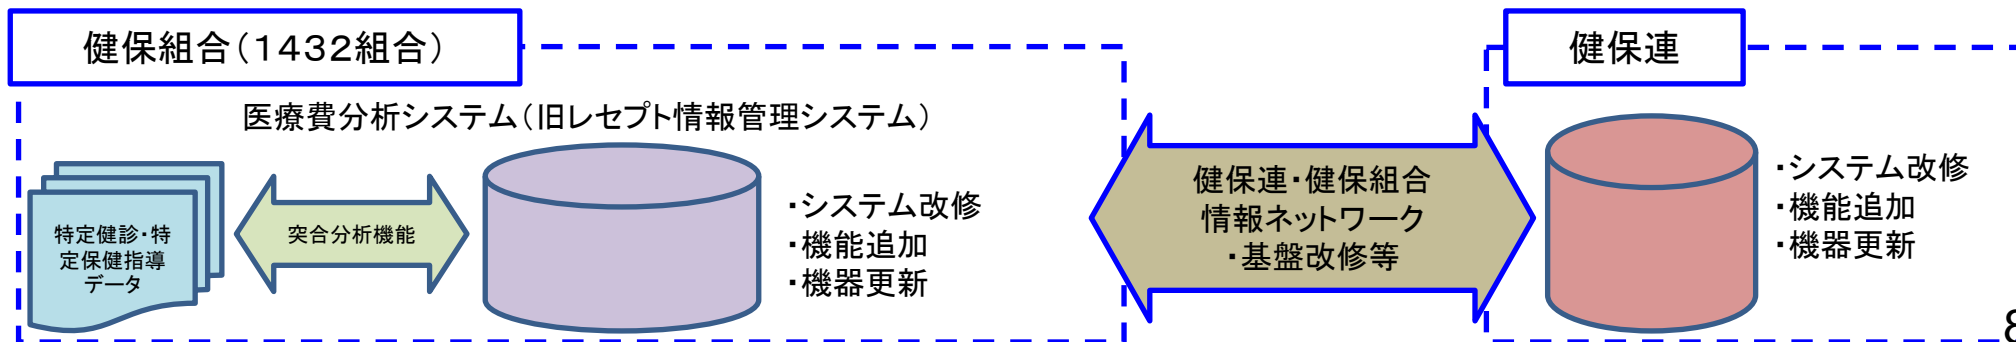 健保組合(1432組合)
医療費分析システム(旧レセプト情報管理システム)
特定健診・特
定保健指導
データ
突合分析機能
・システム改修
・機能追加
・機器更新
健保連・健保組合
情報ネットワーク
・基盤改修等
健保連
・システム改修
・機能追加
・機器更新
8